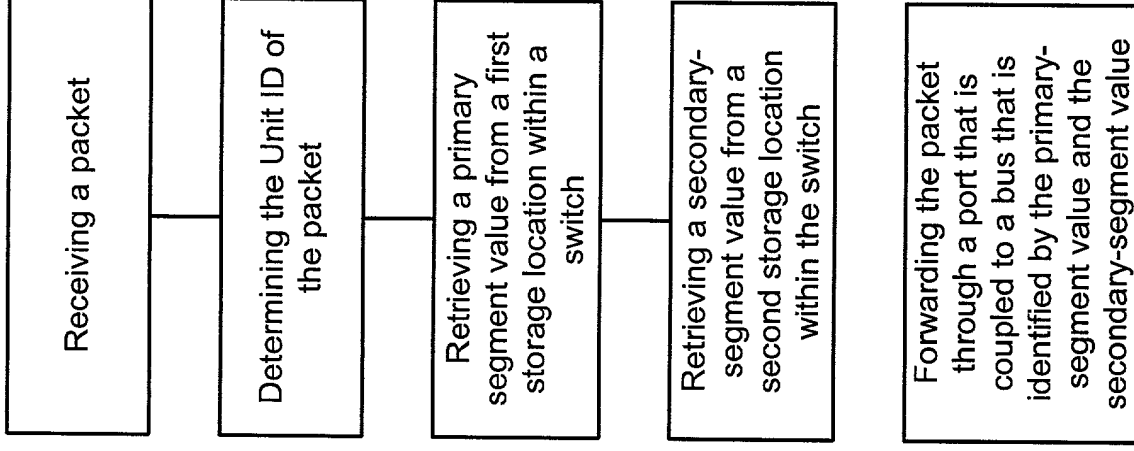 Receiving a packet
Determining the Unit ID of
the packet
Retrieving a primary
segment value from a first
storage location within a
switch
Retrieving a secondary-
segment value from a
second storage location
within the switch
Forwarding the packet
through a port that is
coupled to a bus that is
identified by the primary-
segment value and the
secondary-segment value